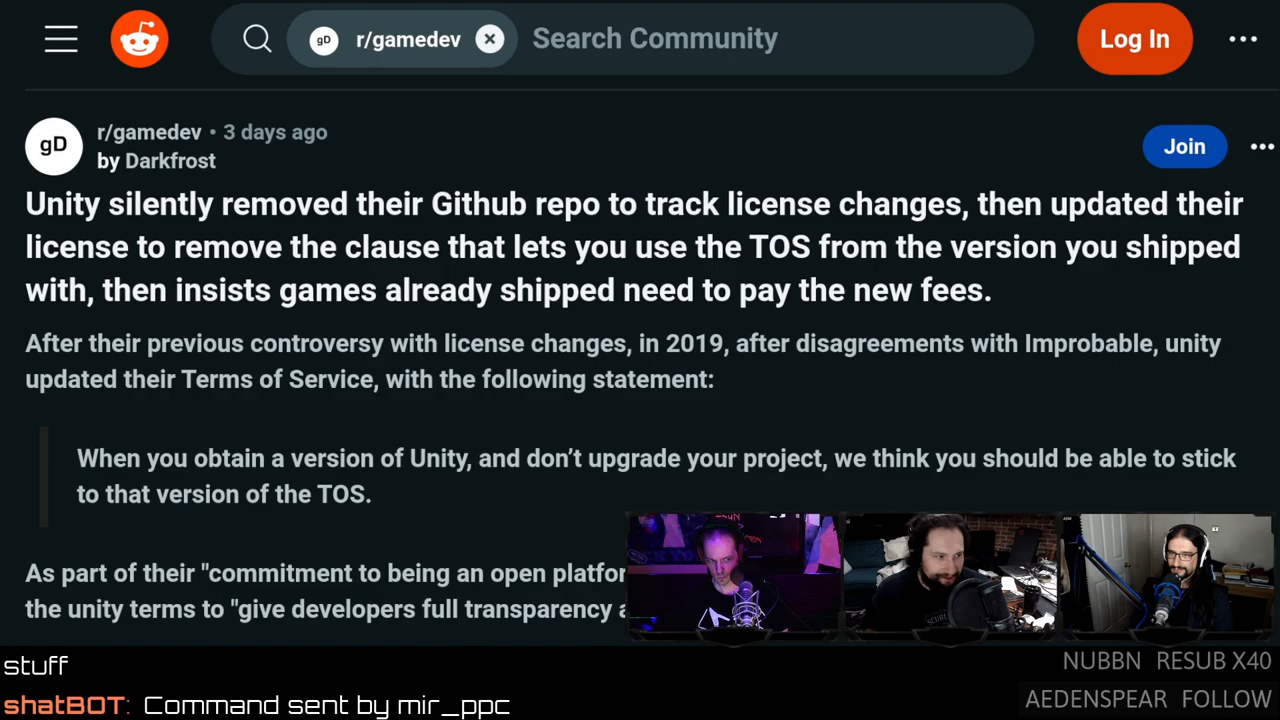 gD r/gamedev Search Community Log In
r/gamedev • 3 days ago
gD
by Darkfrost
Join
Unity silently removed their Github repo to track license changes, then updated their
license to remove the clause that lets you use the TOS from the version you shipped
with, then insists games already shipped need to pay the new fees.
After their previous controversy with license changes, in 2019, after disagreements with Improbable, unity
updated their Terms of Service, with the following statement:
When you obtain a version of Unity, and don’t upgrade your project, we think you should be able to stick
to that version of the TOS.
As part of their "commitment to being an open platfor
the unity terms to "give developers full transparency a
stuff
NUBBN RESUB X40
shatBOT: Command sent by mir_ppc
AEDENSPEAR FOLLOW